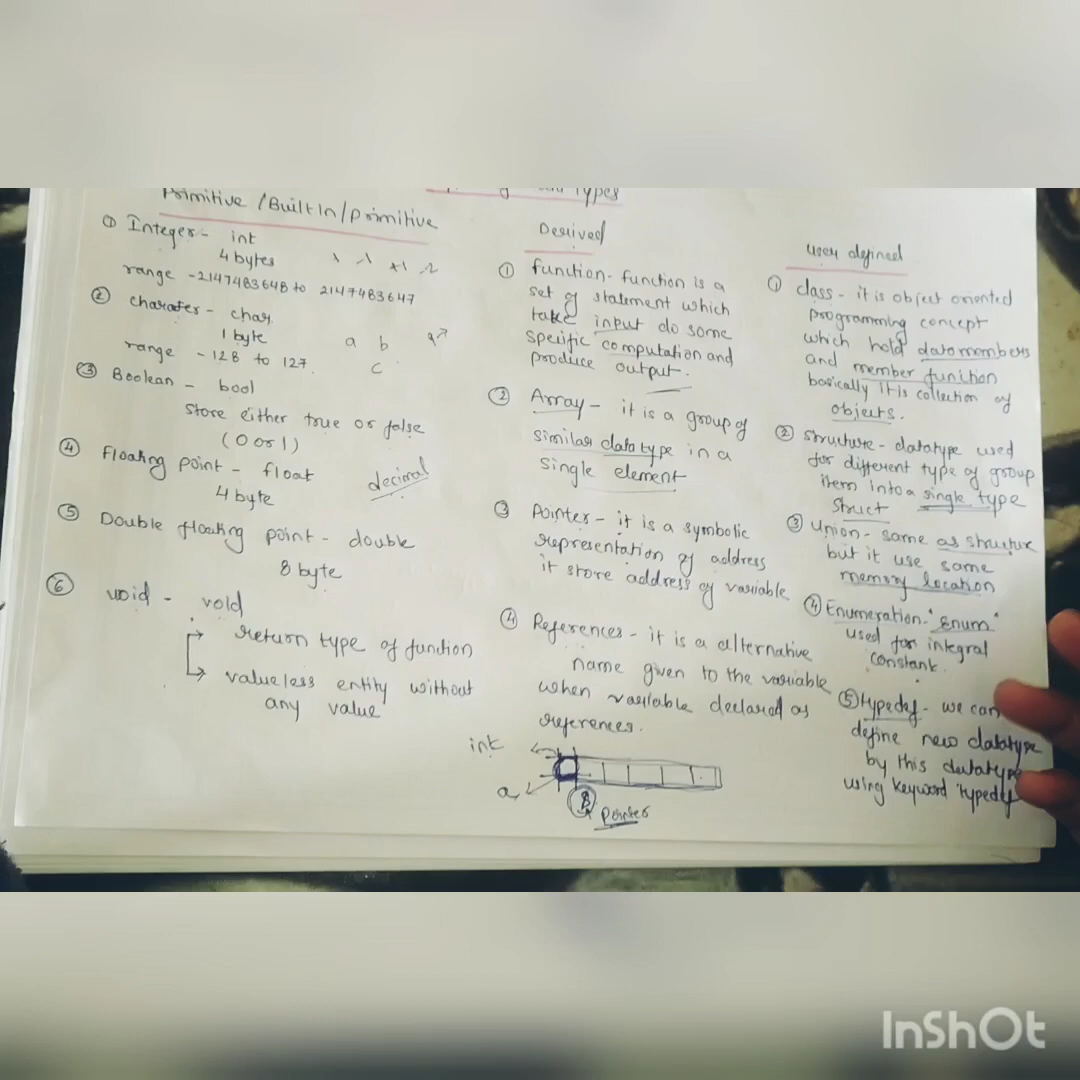 Types
Primitive / Built In / primitive
① Integer - int
4 bytes
range -2147483648 to 2147483647
② charater - char
1 byte
range -128 to 127.
a b
c
③ Boolean - bool
store either true or false
(0 or 1)
④ Floating point - float
4 byte
decimal
⑤ Double floating point - double
8 byte
⑥ void - void
return type of function
valueless entity without
any value
Derived
① function - function is a
set of statement which
take input do some
specific computation and
produce output.
② Array - it is a group of
similar data type in a
single element
③ Pointer - it is a symbolic
representation of address
it store address of variable
④ References - it is a alternative
name given to the variable
when variable declared as
references.
int
a
Pointer
user defined
① class - it is object oriented
programming concept
which hold datamembers
and member function
basically it is collection of
objects.
② structure - datatype used
for different type of group
item into a single type
struct
③ Union - same as structure
but it use same
memory location
④ Enumeration - "Enum"
used for integral
constant.
⑤ typedef - we can
define new datatype
by this datatype
using keyword 'typedef
InShOt